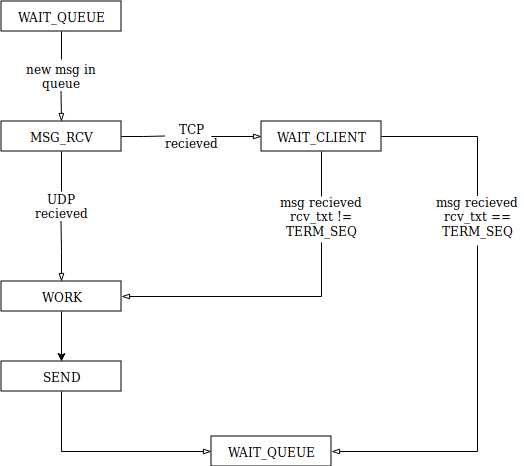 WAIT_QUEUE
new msg in
queue
MSG_RCV
TCP
recieved
WAIT_CLIENT
UDP
recieved
msg recieved
rcv_txt !=
TERM_SEQ
msg recieved
rcv_txt ==
TERM_SEQ
WORK
SEND
WAIT_QUEUE